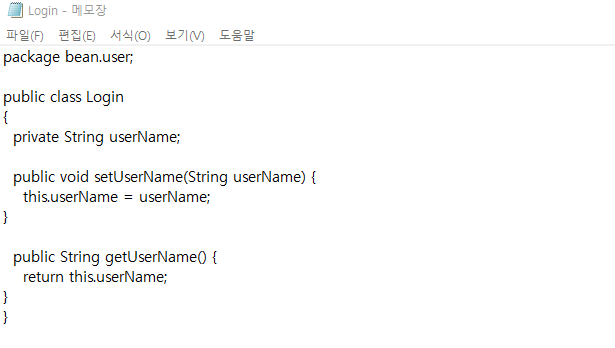 Login - 메모장
파일(F) 편집(E) 서식(O) 보기(V) 도움말
package bean.user;

public class Login
{
  private String userName;

  public void setUserName(String userName) {
    this.userName = userName;
}

  public String getUserName() {
    return this.userName;
}
}